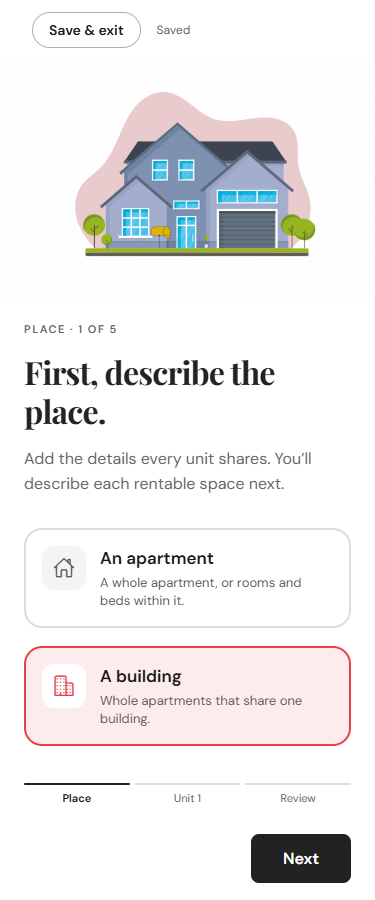 Save & exit
Saved
PLACE · 1 OF 5
First, describe the
place.
Add the details every unit shares. You’ll
describe each rentable space next.
An apartment
A whole apartment, or rooms and
beds within it.
A building
Whole apartments that share one
building.
Place
Unit 1
Review
Next